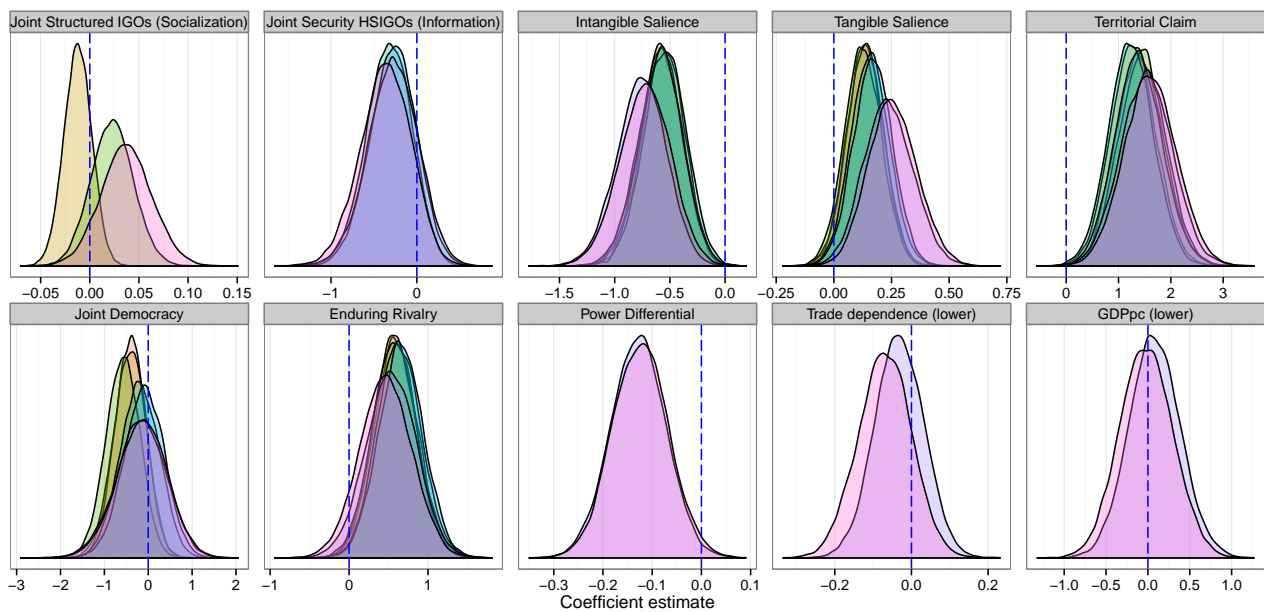 Joint Structured IGOs (Socialization) Joint Security HSIGOs (Information) Intangible Salience Tangible Salience Territorial Claim
−0.05 0.00 0.05 0.10 0.15 −1 0 −1.5 −1.0 −0.5 0.0 −0.25 0.00 0.25 0.50 0.75 0 1 2 3
Joint Democracy Enduring Rivalry Power Differential Trade dependence (lower) GDPpc (lower)
−3 −2 −1 0 1 2 −1 0 1 −0.3 −0.2 −0.1 0.0 0.1 −0.2 0.0 0.2 −1.0 −0.5 0.0 0.5 1.0
Coefficient estimate